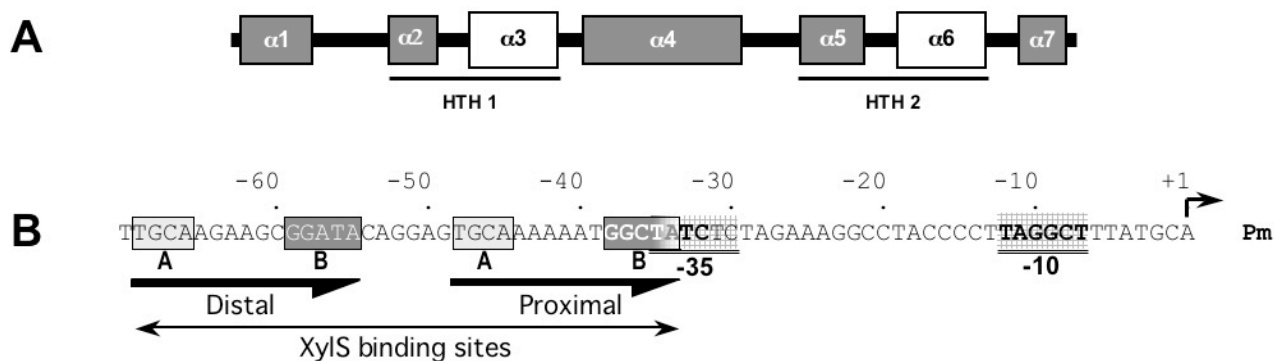 A
α1 α2 α3 α4 α5 α6 α7
HTH 1 HTH 2
-60 -50 -40 -30 -20 -10 +1
B TTGCAAGAAGCGGATACAGGAGTGCAAAAAATGGCTATCTCTAGAAAGGCCTACCCCTTAGGCTTTATGCA Pm
A B A B -35 -10
Distal Proximal
XylS binding sites